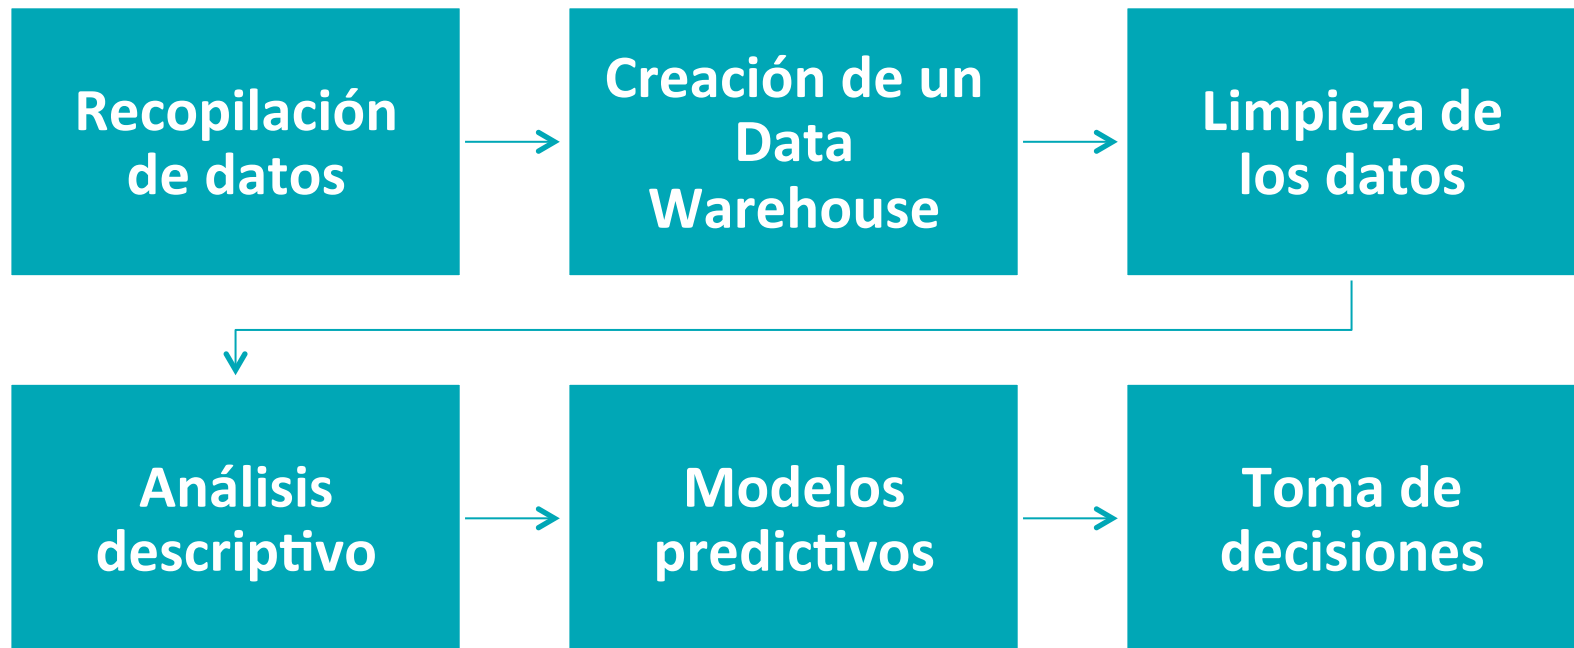 Recopilación
de datos
Creación de un
Data
Warehouse
Limpieza de
los datos
Análisis
descriptivo
Modelos
predictivos
Toma de
decisiones